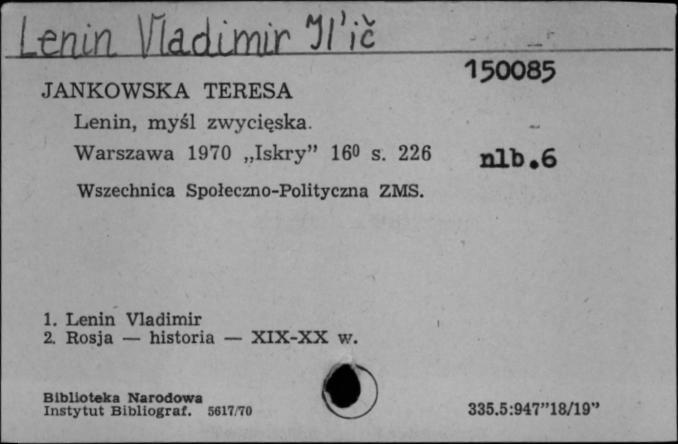 Lenin Vladimir Il'ič
150085
JANKOWSKA TERESA
Lenin, myśl zwycięska.
Warszawa 1970 „Iskry” 16⁰ s. 226 nlb.6
Wszechnica Społeczno-Polityczna ZMS.
1. Lenin Vladimir
2. Rosja — historia — XIX-XX w.
Biblioteka Narodowa
Instytut Bibliograf. 5617/70
335.5:947”18/19”